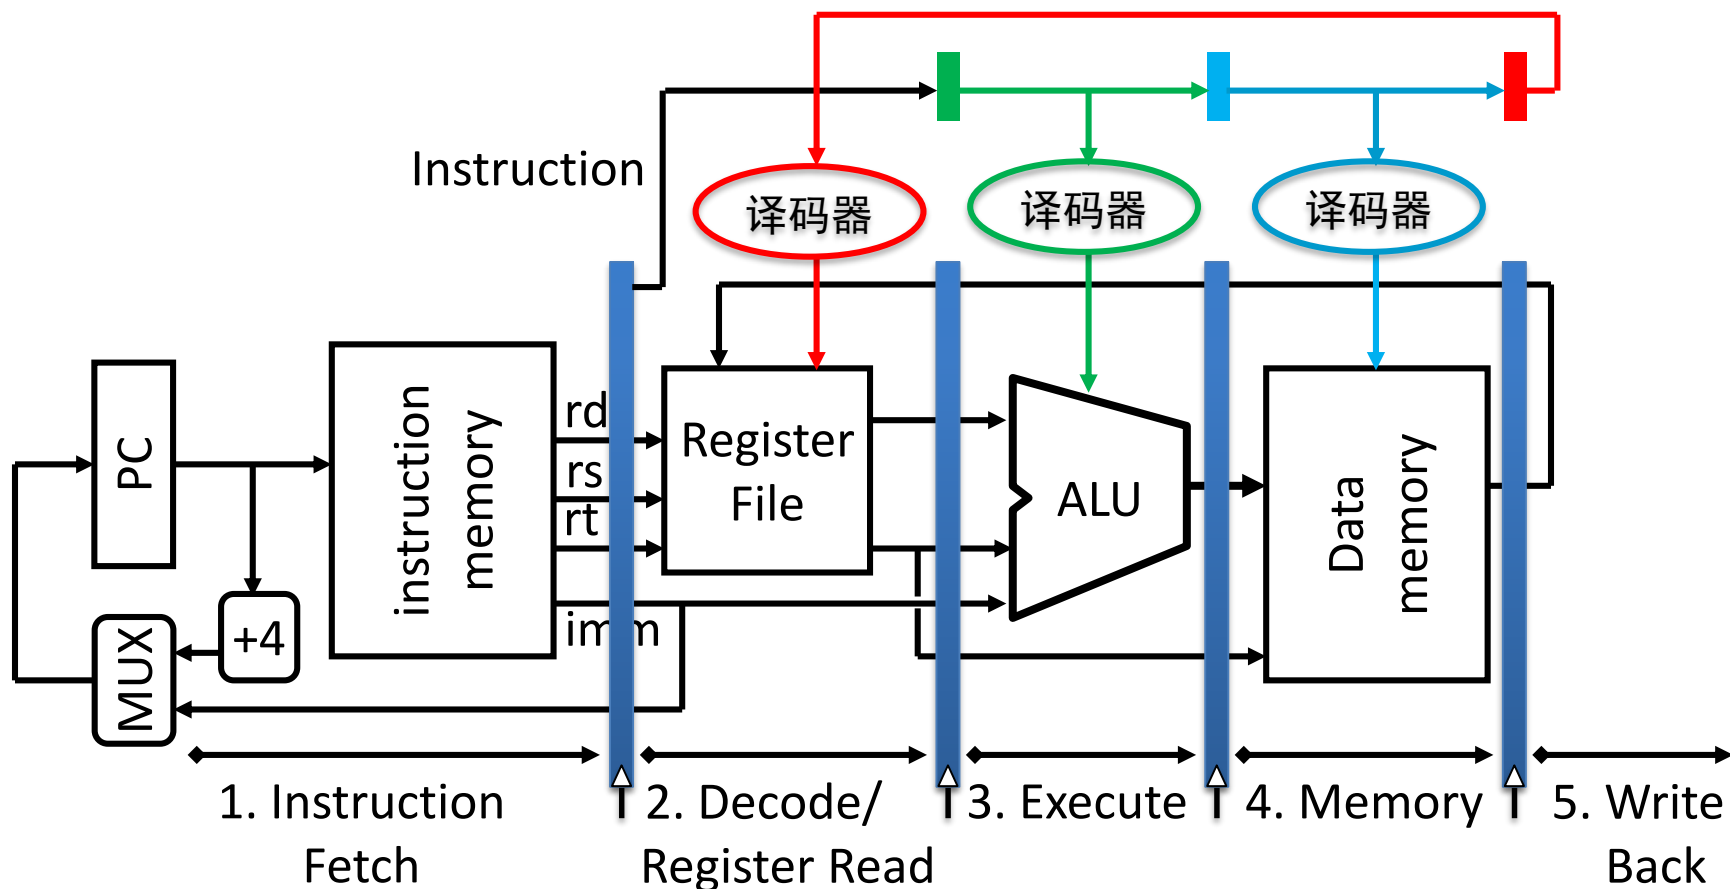 Instruction
译码器
译码器
译码器
PC
instruction
memory
rd
rs
rt
imm
Register
File
ALU
Data
memory
+4
MUX
1. Instruction
Fetch
2. Decode/
Register Read
3. Execute
4. Memory
5. Write
Back